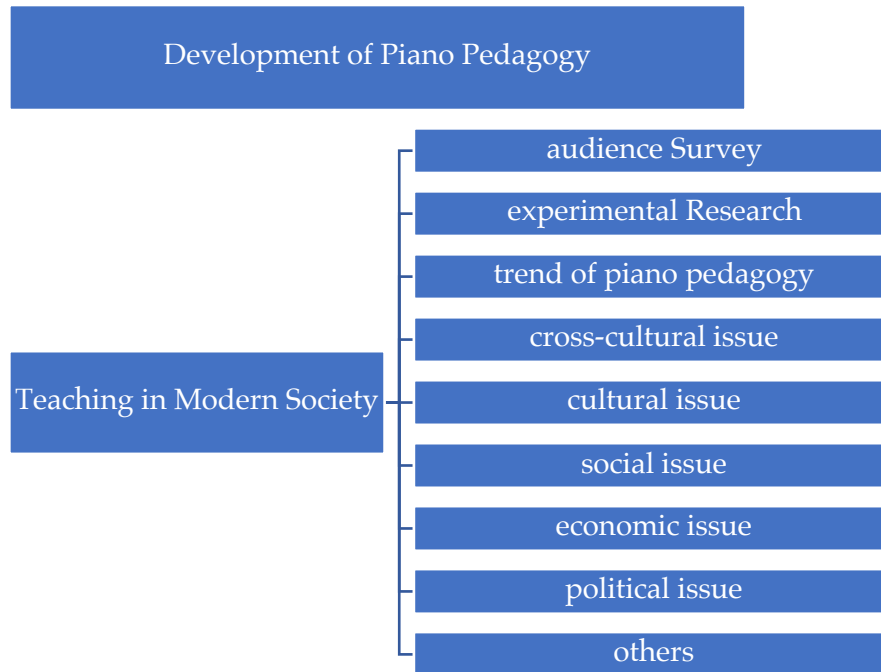 Development of Piano Pedagogy
audience Survey
experimental Research
trend of piano pedagogy
cross-cultural issue
Teaching in Modern Society
cultural issue
social issue
economic issue
political issue
others